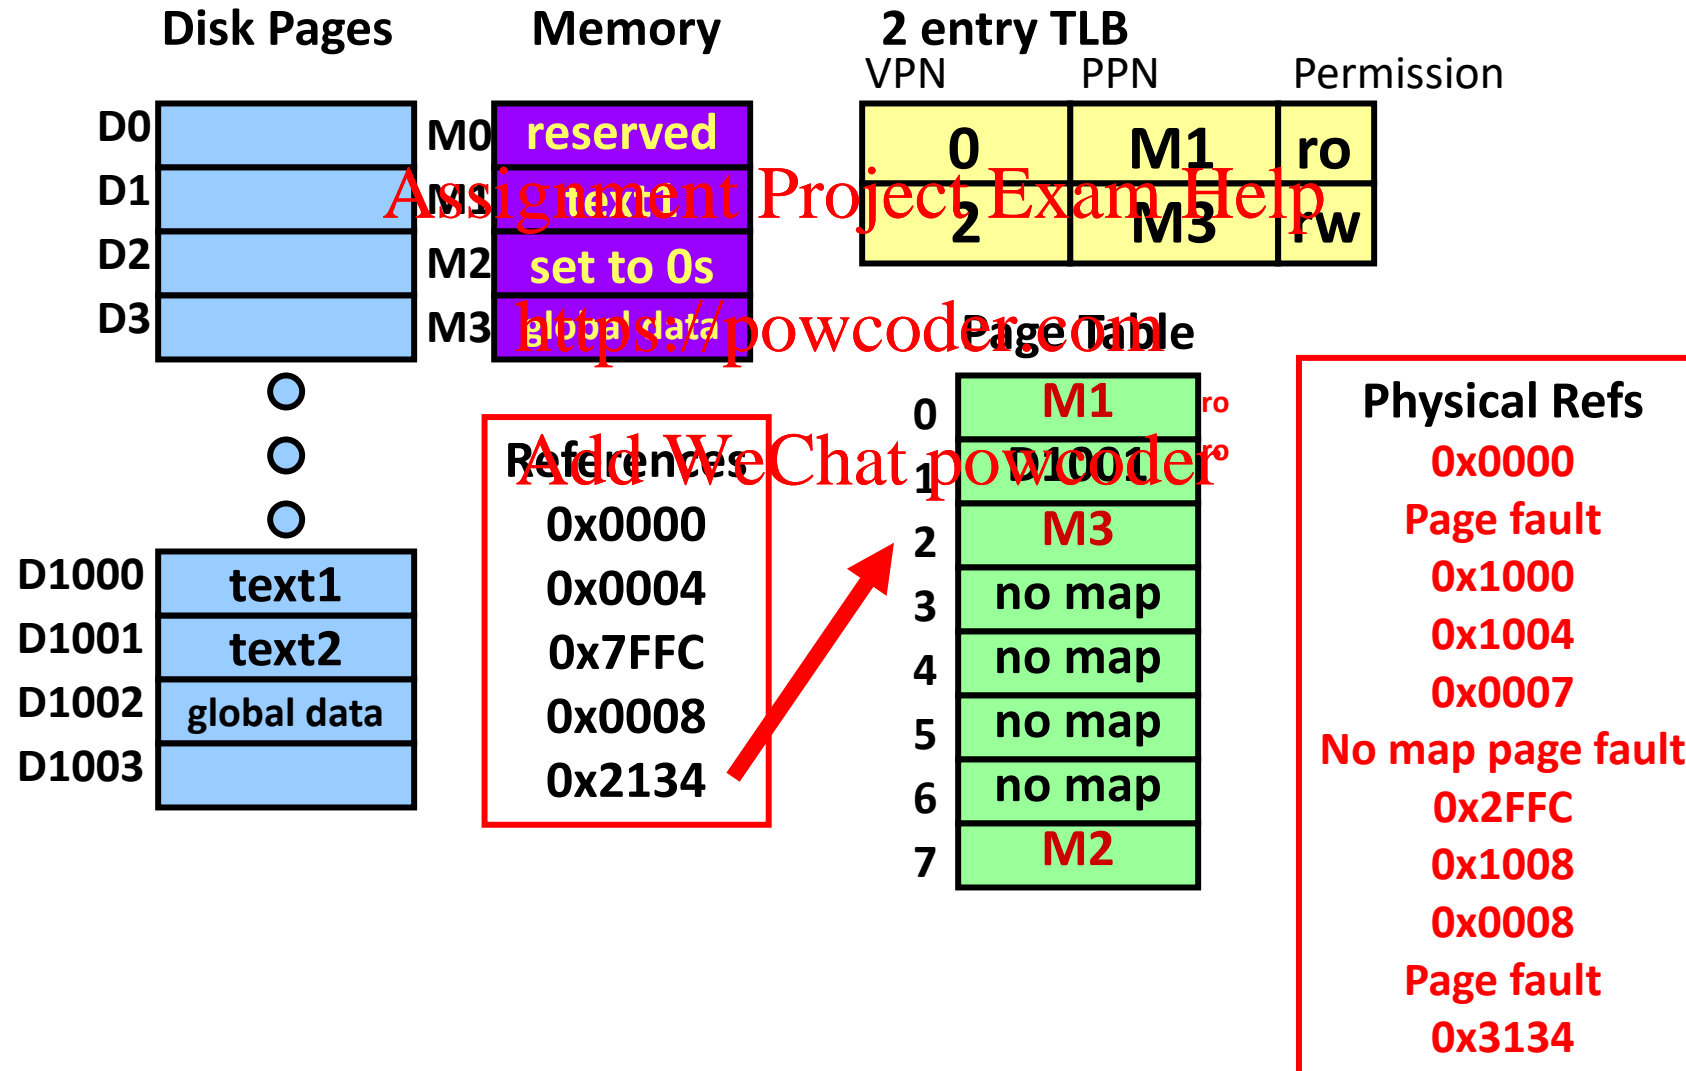 Disk Pages
Memory
2 entry TLB
VPN
PPN
Permission
D0
D1
D2
D3
D1000
text1
D1001
text2
D1002
global data
D1003
M0
reserved
M1
text1
M2
set to 0s
M3
global data
0
M1
ro
2
M3
rw
Assignment Project Exam Help
https://powcoder.com
Add WeChat powcoder
References
0x0000
0x0004
0x7FFC
0x0008
0x2134
Page Table
0
M1
ro
1
D1001
ro
2
M3
3
no map
4
no map
5
no map
6
no map
7
M2
Physical Refs
0x0000
Page fault
0x1000
0x1004
0x0007
No map page fault
0x2FFC
0x1008
0x0008
Page fault
0x3134